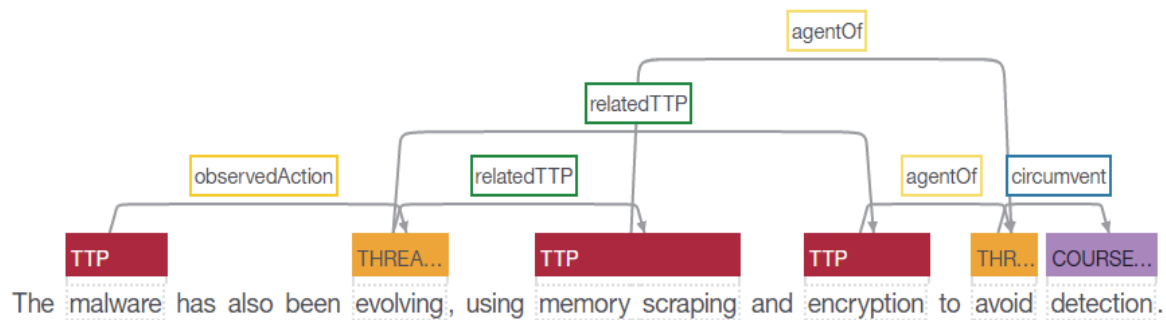 agentOf
relatedTTP
observedAction relatedTTP agentOf circumvent
TTP THREA... TTP TTP THR... COURSE...
The malware has also been evolving, using memory scraping and encryption to avoid detection.